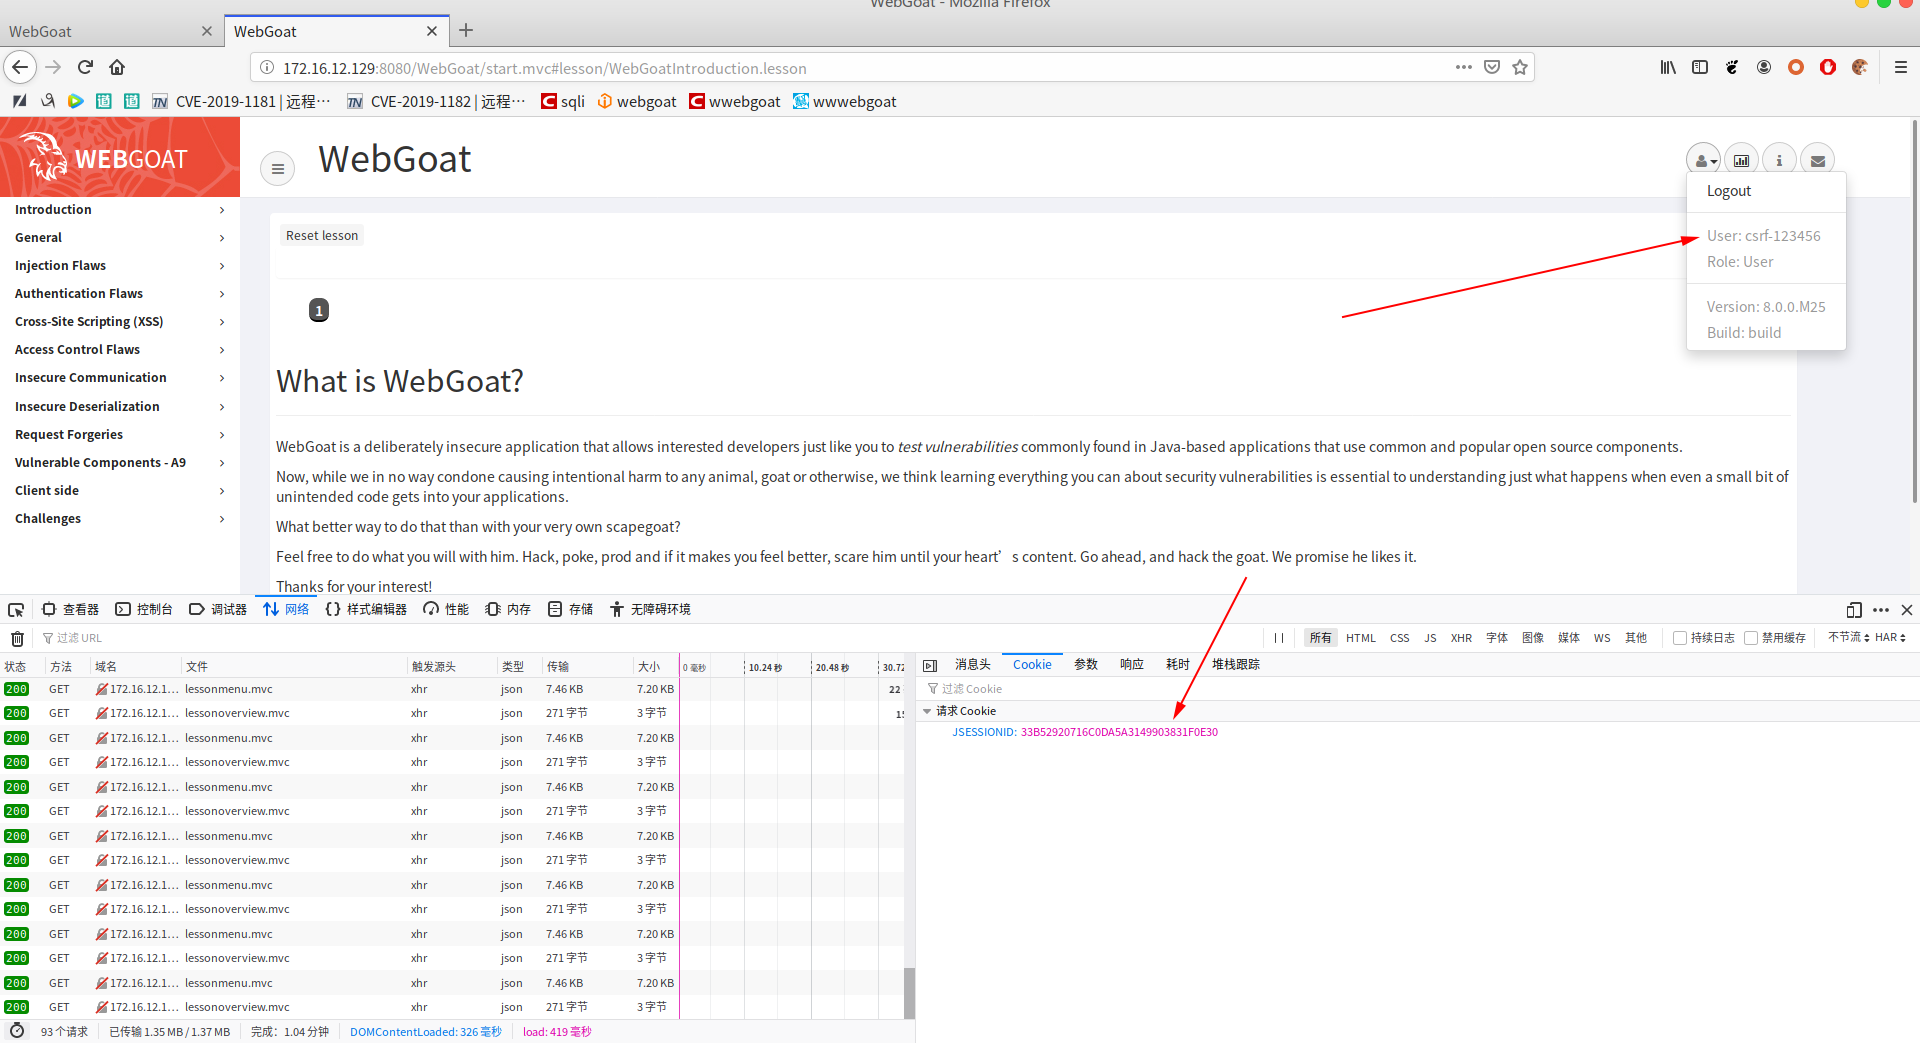 WebGoat - Mozilla Firefox
WebGoat
WebGoat
172.16.12.129:8080/WebGoat/start.mvc#lesson/WebGoatIntroduction.lesson
CVE-2019-1181 | 远程…
CVE-2019-1182 | 远程…
sqli
webgoat
wwebgoat
wwwebgoat
WEBGOAT
WebGoat
Logout
User: csrf-123456
Role: User
Version: 8.0.0.M25
Build: build
Introduction
General
Injection Flaws
Authentication Flaws
Cross-Site Scripting (XSS)
Access Control Flaws
Insecure Communication
Insecure Deserialization
Request Forgeries
Vulnerable Components - A9
Client side
Challenges
Reset lesson
1
What is WebGoat?
WebGoat is a deliberately insecure application that allows interested developers just like you to test vulnerabilities commonly found in Java-based applications that use common and popular open source components.
Now, while we in no way condone causing intentional harm to any animal, goat or otherwise, we think learning everything you can about security vulnerabilities is essential to understanding just what happens when even a small bit of
unintended code gets into your applications.
What better way to do that than with your very own scapegoat?
Feel free to do what you will with him. Hack, poke, prod and if it makes you feel better, scare him until your heart’s content. Go ahead, and hack the goat. We promise he likes it.
Thanks for your interest!
查看器 控制台 调试器 网络 样式编辑器 性能 内存 存储 无障碍环境
过滤 URL
所有 HTML CSS JS XHR 字体 图像 媒体 WS 其他 持续日志 禁用缓存 不节流 HAR
状态 方法 域名 文件 触发源头 类型 传输 大小 0 毫秒 10.24 秒 20.48 秒 30.72
200 GET 172.16.12.1… lessonmenu.mvc xhr json 7.46 KB 7.20 KB 22
200 GET 172.16.12.1… lessonoverview.mvc xhr json 271 字节 3 字节 15
200 GET 172.16.12.1… lessonmenu.mvc xhr json 7.46 KB 7.20 KB
200 GET 172.16.12.1… lessonoverview.mvc xhr json 271 字节 3 字节
200 GET 172.16.12.1… lessonmenu.mvc xhr json 7.46 KB 7.20 KB
200 GET 172.16.12.1… lessonoverview.mvc xhr json 271 字节 3 字节
200 GET 172.16.12.1… lessonmenu.mvc xhr json 7.46 KB 7.20 KB
200 GET 172.16.12.1… lessonoverview.mvc xhr json 271 字节 3 字节
200 GET 172.16.12.1… lessonmenu.mvc xhr json 7.46 KB 7.20 KB
200 GET 172.16.12.1… lessonoverview.mvc xhr json 271 字节 3 字节
200 GET 172.16.12.1… lessonmenu.mvc xhr json 7.46 KB 7.20 KB
200 GET 172.16.12.1… lessonoverview.mvc xhr json 271 字节 3 字节
200 GET 172.16.12.1… lessonmenu.mvc xhr json 7.46 KB 7.20 KB
200 GET 172.16.12.1… lessonoverview.mvc xhr json 271 字节 3 字节
93 个请求 已传输 1.35 MB / 1.37 MB 完成: 1.04 分钟 DOMContentLoaded: 326 毫秒 load: 419 毫秒
消息头 Cookie 参数 响应 耗时 堆栈跟踪
过滤 Cookie
请求 Cookie
JSESSIONID: 33B52920716C0DA5A3149903831F0E30